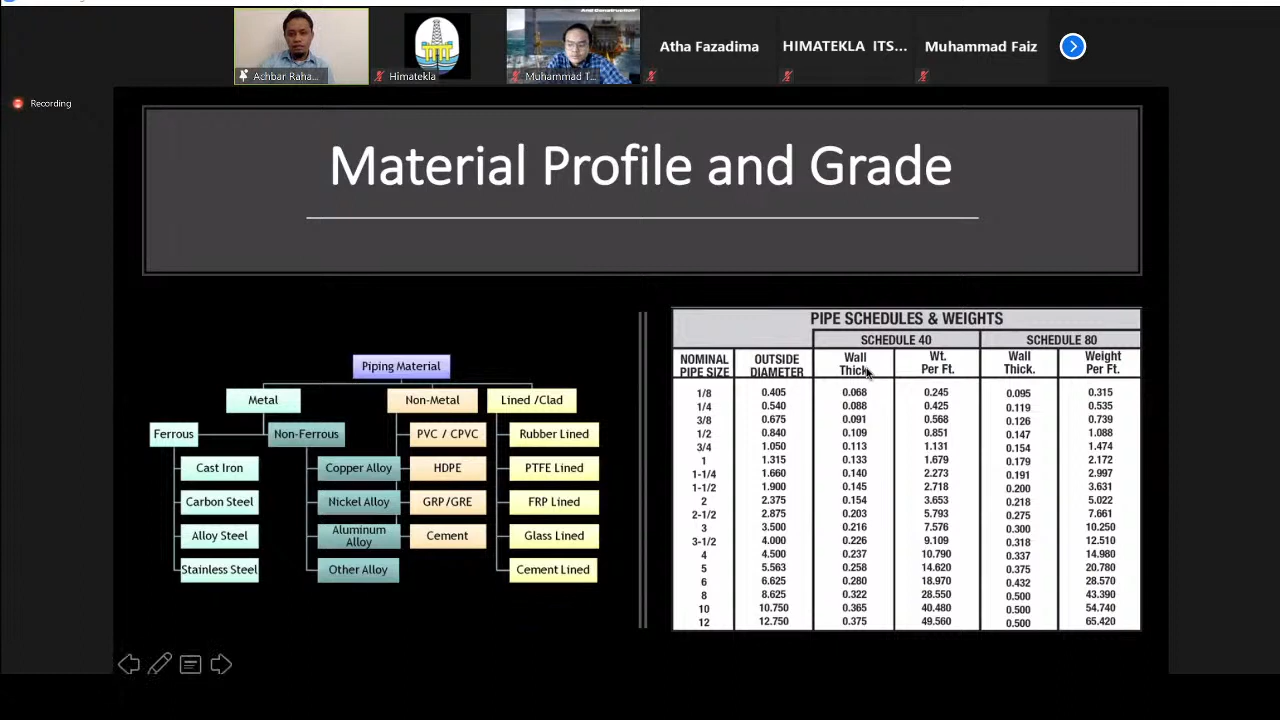 And Construction
Achbar Raha...
Himatekla
Muhammad T...
Atha Fazadima
HIMATEKLA ITS...
Muhammad Faiz
Recording
Material Profile and Grade
Piping Material
Metal
Non-Metal
Lined /Clad
Ferrous
Non-Ferrous
PVC / CPVC
Rubber Lined
Cast Iron
Copper Alloy
HDPE
PTFE Lined
Carbon Steel
Nickel Alloy
GRP/GRE
FRP Lined
Alloy Steel
Aluminum
Alloy
Cement
Glass Lined
Stainless Steel
Other Alloy
Cement Lined
PIPE SCHEDULES & WEIGHTS
SCHEDULE 40 SCHEDULE 80
NOMINAL OUTSIDE Wall Wt. Wall Weight
PIPE SIZE DIAMETER Thick. Per Ft. Thick. Per Ft.
1/8 0.405 0.068 0.245 0.095 0.315
1/4 0.540 0.088 0.425 0.119 0.535
3/8 0.675 0.091 0.568 0.126 0.739
1/2 0.840 0.109 0.851 0.147 1.088
3/4 1.050 0.113 1.131 0.154 1.474
1 1.315 0.133 1.679 0.179 2.172
1-1/4 1.660 0.140 2.273 0.191 2.997
1-1/2 1.900 0.145 2.718 0.200 3.631
2 2.375 0.154 3.653 0.218 5.022
2-1/2 2.875 0.203 5.793 0.275 7.661
3 3.500 0.216 7.576 0.300 10.250
3-1/2 4.000 0.226 9.109 0.318 12.510
4 4.500 0.237 10.790 0.337 14.980
5 5.563 0.258 14.620 0.375 20.780
6 6.625 0.280 18.970 0.432 28.570
8 8.625 0.322 28.550 0.500 43.390
10 10.750 0.365 40.480 0.500 54.740
12 12.750 0.375 49.560 0.500 65.420